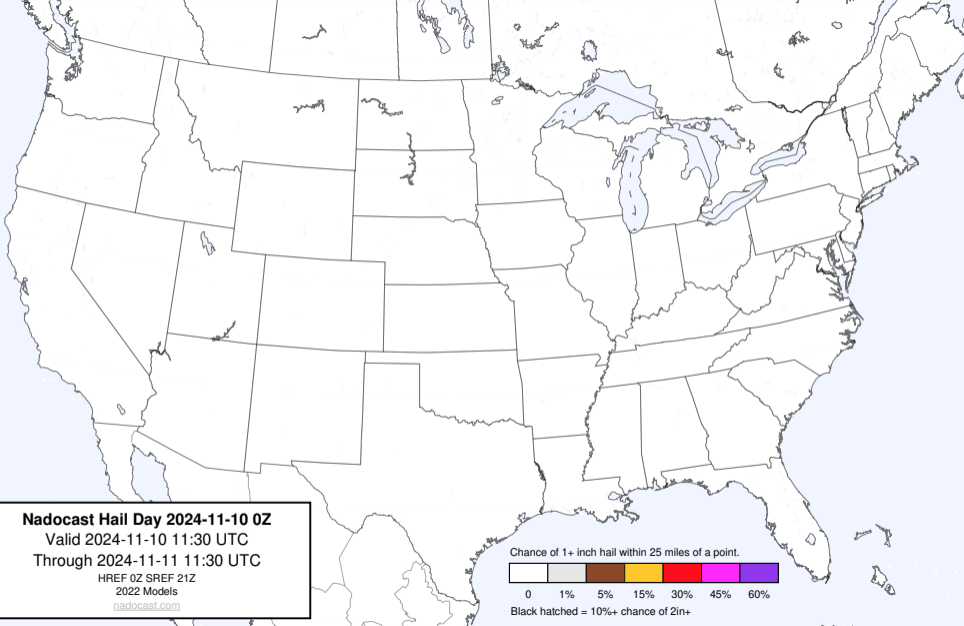 Nadocast Hail Day 2024-11-10 0Z
Valid 2024-11-10 11:30 UTC
Through 2024-11-11 11:30 UTC
HREF 0Z SREF 21Z
2022 Models
nadocast.com
Chance of 1+ inch hail within 25 miles of a point.
0 1% 5% 15% 30% 45% 60%
Black hatched = 10%+ chance of 2in+